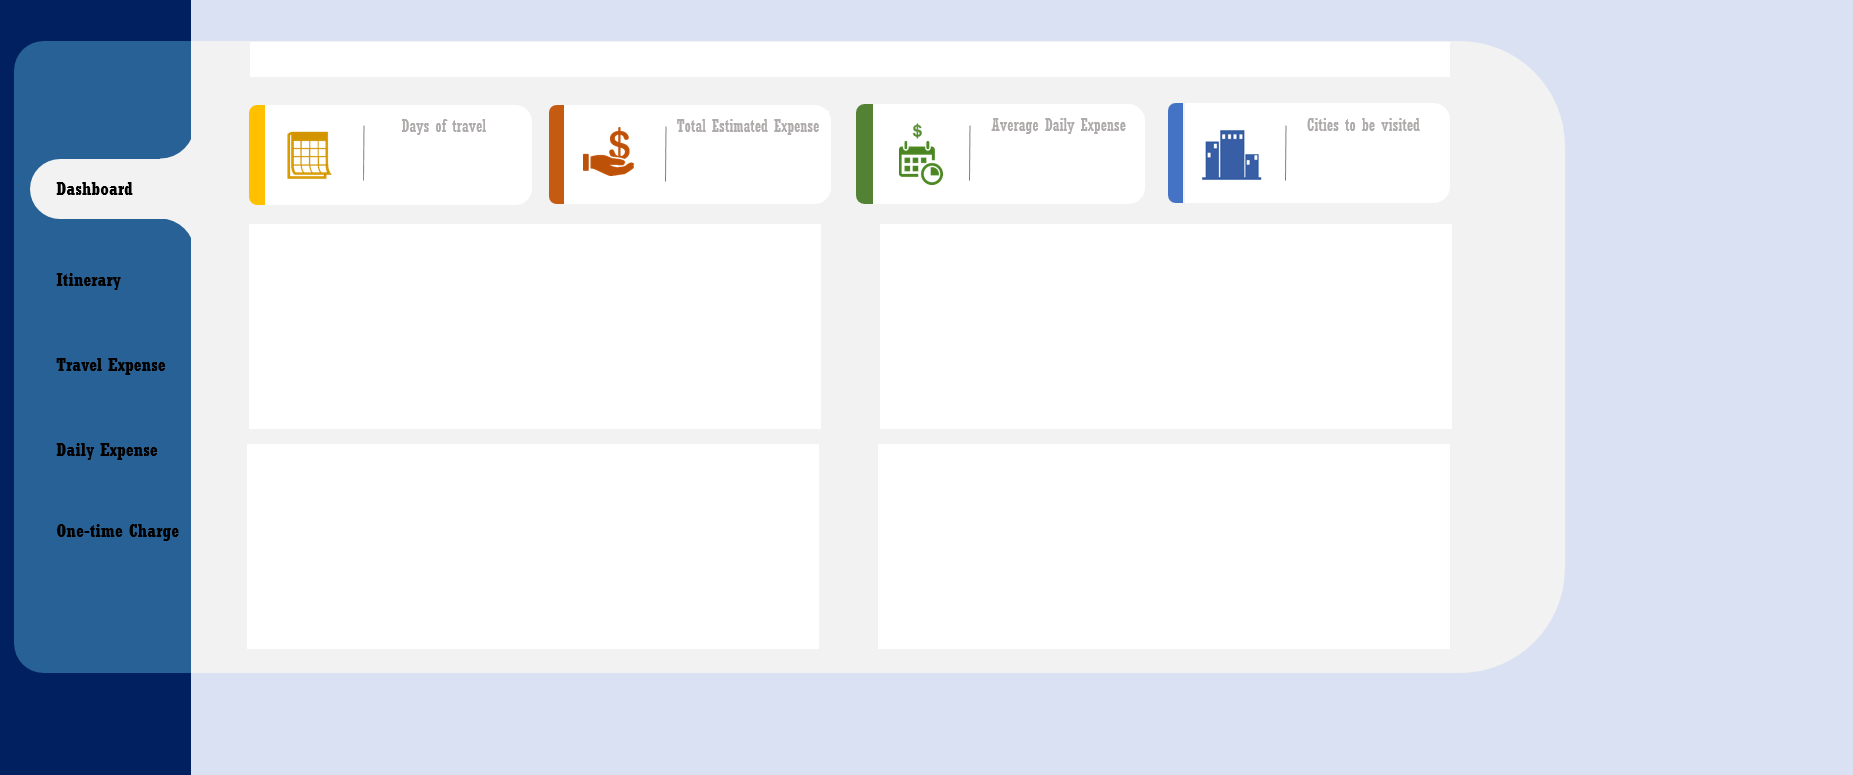 Days of travel
Total Estimated Expense
$
Average Daily Expense
$
Cities to be visited
Dashboard
Itinerary
Travel Expense
Daily Expense
One-time Charge